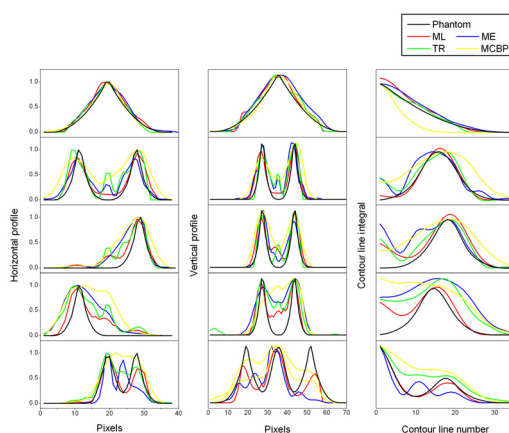 Phantom
ML ME
TR MCBP
Horizontal profile
1.0
0.5
0.0
1.0
0.5
0.0
1.0
0.5
0.0
1.0
0.5
0.0
1.0
0.5
0.0
0 10 20 30 40
Pixels
Vertical profile
0 10 20 30 40 50 60 70
Pixels
Contour line integral
0 10 20 30
Contour line number